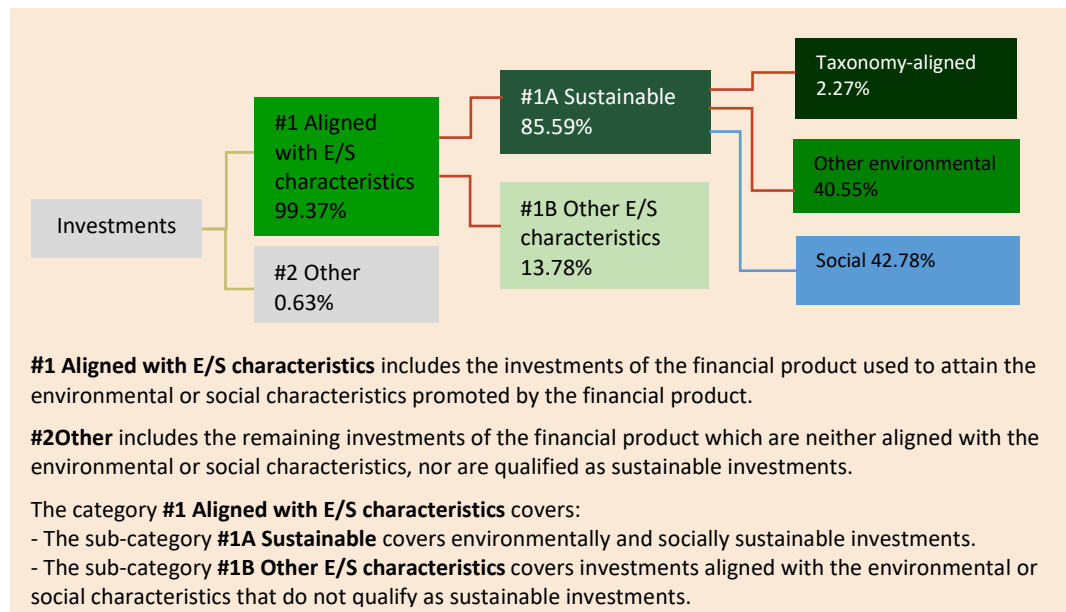 Investments
#1 Aligned
with E/S
characteristics
99.37%
#2 Other
0.63%
#1A Sustainable
85.59%
#1B Other E/S
characteristics
13.78%
Taxonomy-aligned
2.27%
Other environmental
40.55%
Social 42.78%
#1 Aligned with E/S characteristics includes the investments of the financial product used to attain the
environmental or social characteristics promoted by the financial product.
#2Other includes the remaining investments of the financial product which are neither aligned with the
environmental or social characteristics, nor are qualified as sustainable investments.
The category #1 Aligned with E/S characteristics covers:
- The sub-category #1A Sustainable covers environmentally and socially sustainable investments.
- The sub-category #1B Other E/S characteristics covers investments aligned with the environmental or
social characteristics that do not qualify as sustainable investments.